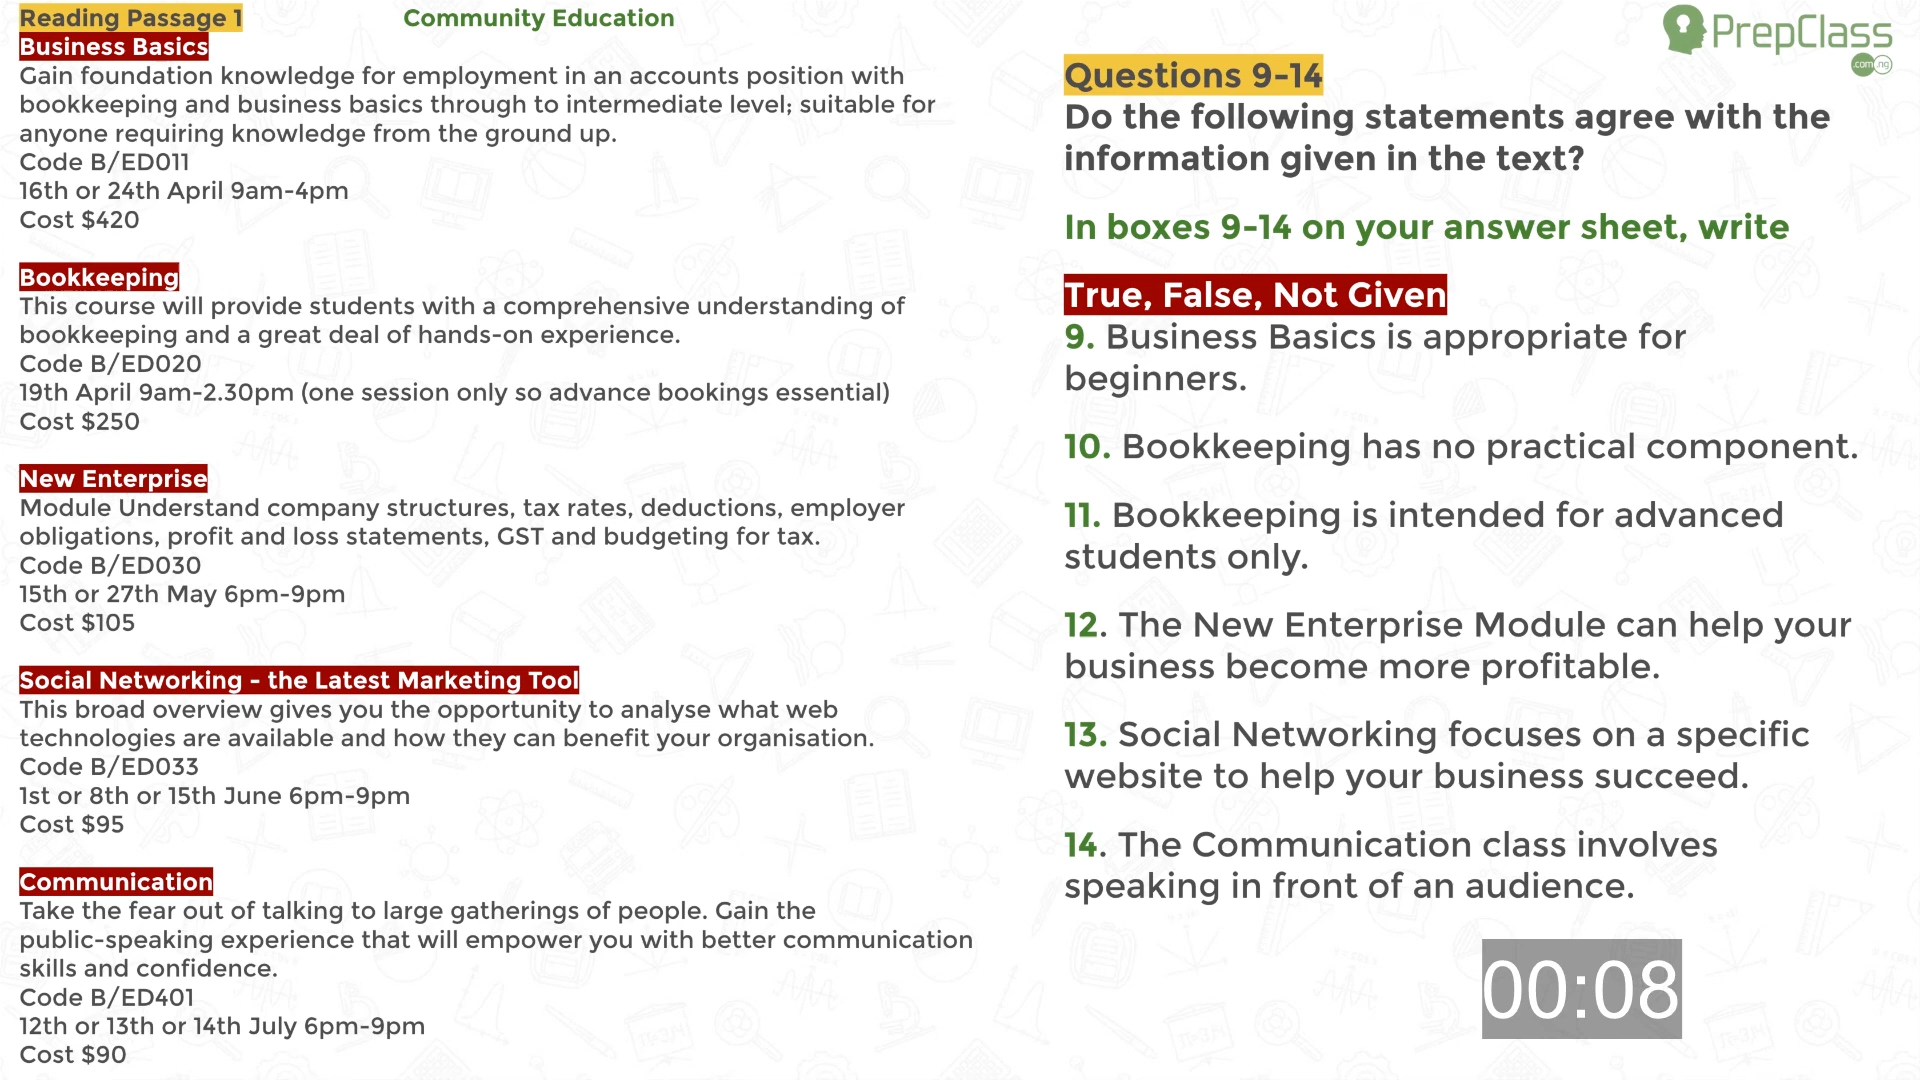 Reading Passage 1
Community Education
Business Basics
Gain foundation knowledge for employment in an accounts position with
bookkeeping and business basics through to intermediate level; suitable for
anyone requiring knowledge from the ground up.
Code B/ED011
16th or 24th April 9am-4pm
Cost $420
Bookkeeping
This course will provide students with a comprehensive understanding of
bookkeeping and a great deal of hands-on experience.
Code B/ED020
19th April 9am-2.30pm (one session only so advance bookings essential)
Cost $250
New Enterprise
Module Understand company structures, tax rates, deductions, employer
obligations, profit and loss statements, GST and budgeting for tax.
Code B/ED030
15th or 27th May 6pm-9pm
Cost $105
Social Networking - the Latest Marketing Tool
This broad overview gives you the opportunity to analyse what web
technologies are available and how they can benefit your organisation.
Code B/ED033
1st or 8th or 15th June 6pm-9pm
Cost $95
Communication
Take the fear out of talking to large gatherings of people. Gain the
public-speaking experience that will empower you with better communication
skills and confidence.
Code B/ED401
12th or 13th or 14th July 6pm-9pm
Cost $90
PrepClass
.com.ng
Questions 9-14
Do the following statements agree with the
information given in the text?
In boxes 9-14 on your answer sheet, write
True, False, Not Given
9. Business Basics is appropriate for
beginners.
10. Bookkeeping has no practical component.
11. Bookkeeping is intended for advanced
students only.
12. The New Enterprise Module can help your
business become more profitable.
13. Social Networking focuses on a specific
website to help your business succeed.
14. The Communication class involves
speaking in front of an audience.
00:08